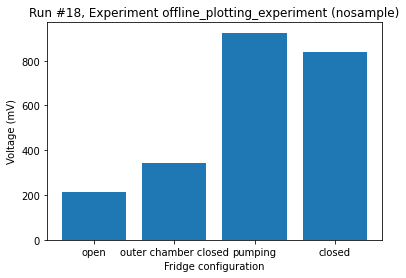 Run #18, Experiment offline_plotting_experiment (nosample)
Voltage (mV)
800
600
400
200
0
open outer chamber closed pumping closed
Fridge configuration